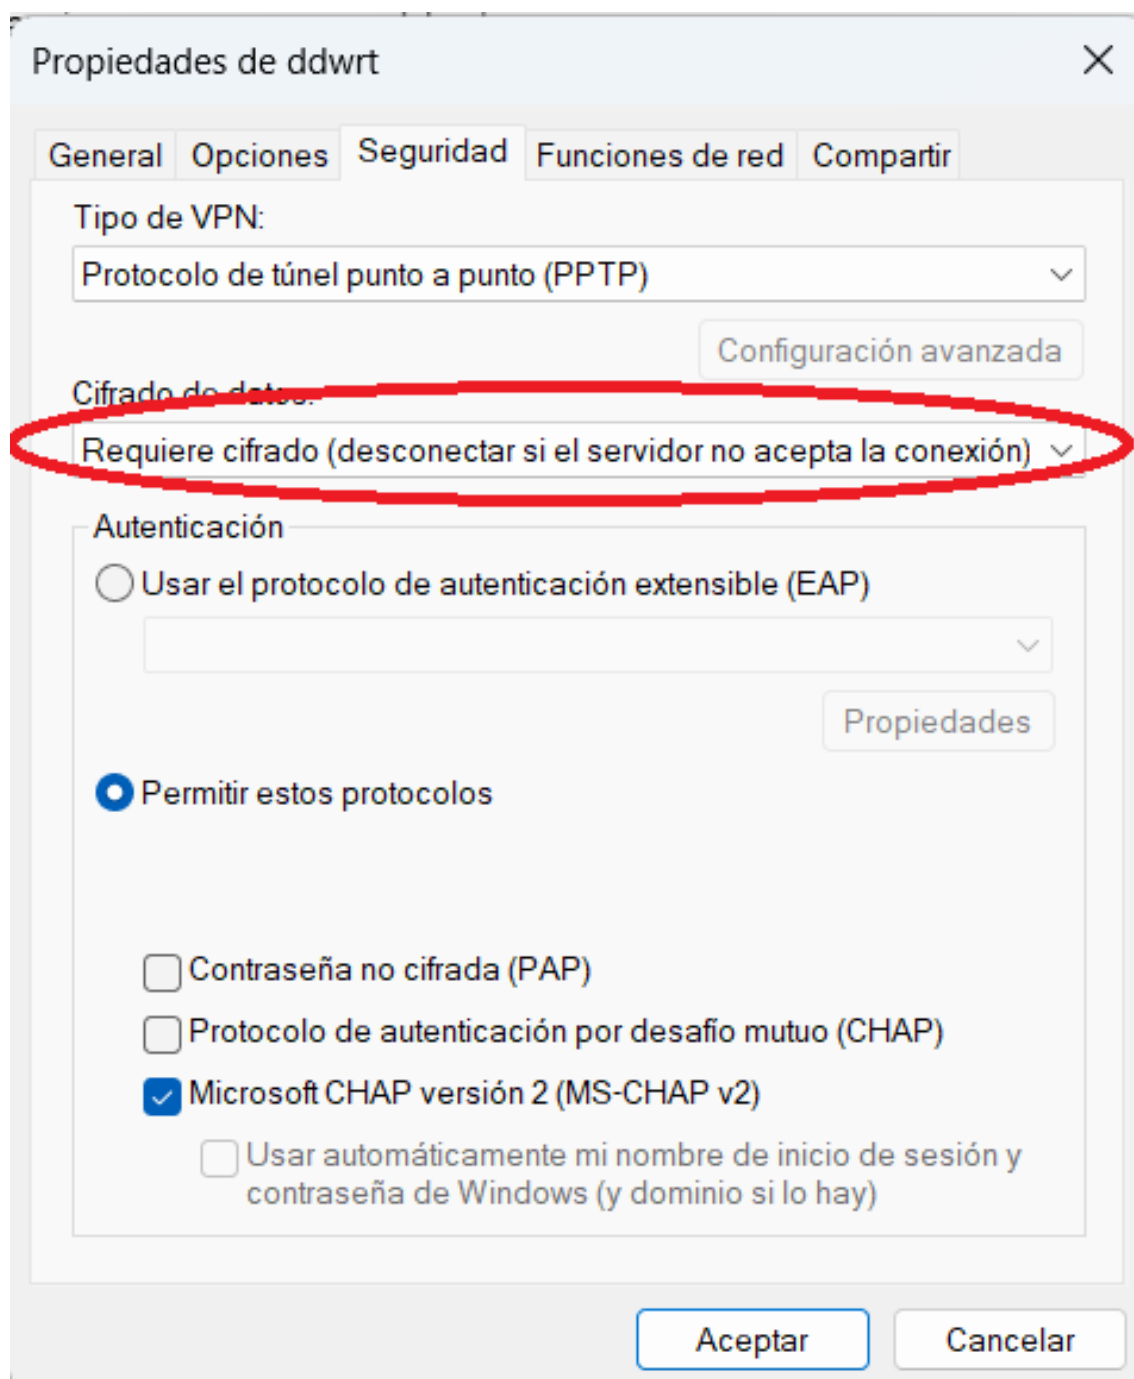 Propiedades de ddwrt
General Opciones Seguridad Funciones de red Compartir
Tipo de VPN:
Protocolo de túnel punto a punto (PPTP)
Configuración avanzada
Cifrado de datos:
Requiere cifrado (desconectar si el servidor no acepta la conexión)
Autenticación
Usar el protocolo de autenticación extensible (EAP)
Propiedades
Permitir estos protocolos
Contraseña no cifrada (PAP)
Protocolo de autenticación por desafío mutuo (CHAP)
Microsoft CHAP versión 2 (MS-CHAP v2)
Usar automáticamente mi nombre de inicio de sesión y
contraseña de Windows (y dominio si lo hay)
Aceptar Cancelar